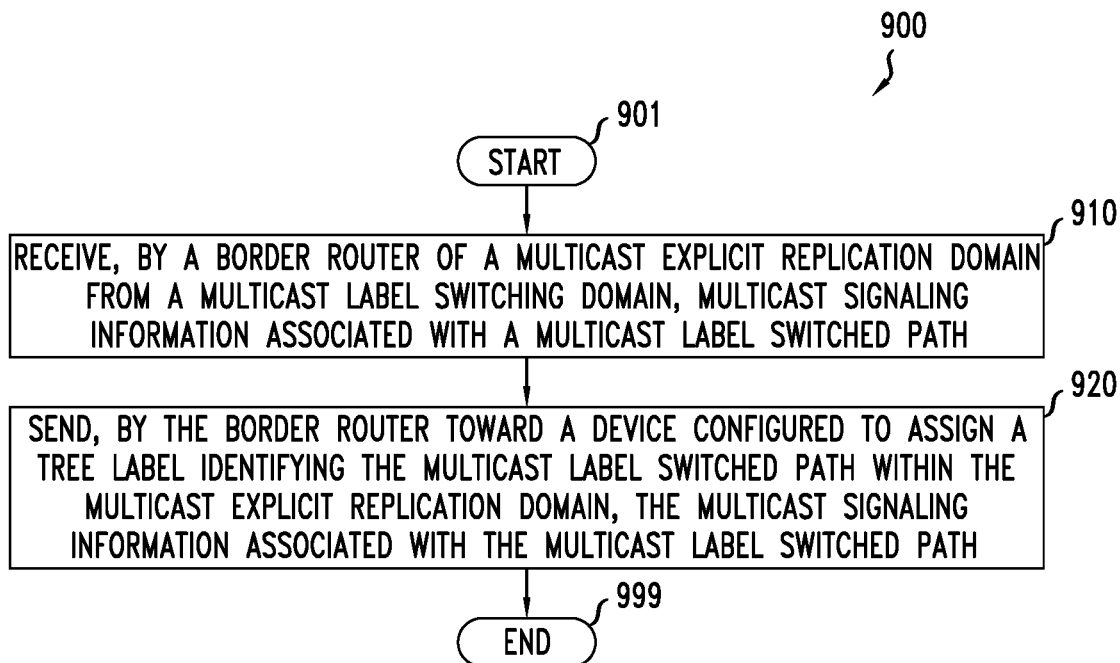 900
901
START
910
RECEIVE, BY A BORDER ROUTER OF A MULTICAST EXPLICIT REPLICATION DOMAIN
FROM A MULTICAST LABEL SWITCHING DOMAIN, MULTICAST SIGNALING
INFORMATION ASSOCIATED WITH A MULTICAST LABEL SWITCHED PATH
920
SEND, BY THE BORDER ROUTER TOWARD A DEVICE CONFIGURED TO ASSIGN A
TREE LABEL IDENTIFYING THE MULTICAST LABEL SWITCHED PATH WITHIN THE
MULTICAST EXPLICIT REPLICATION DOMAIN, THE MULTICAST SIGNALING
INFORMATION ASSOCIATED WITH THE MULTICAST LABEL SWITCHED PATH
999
END